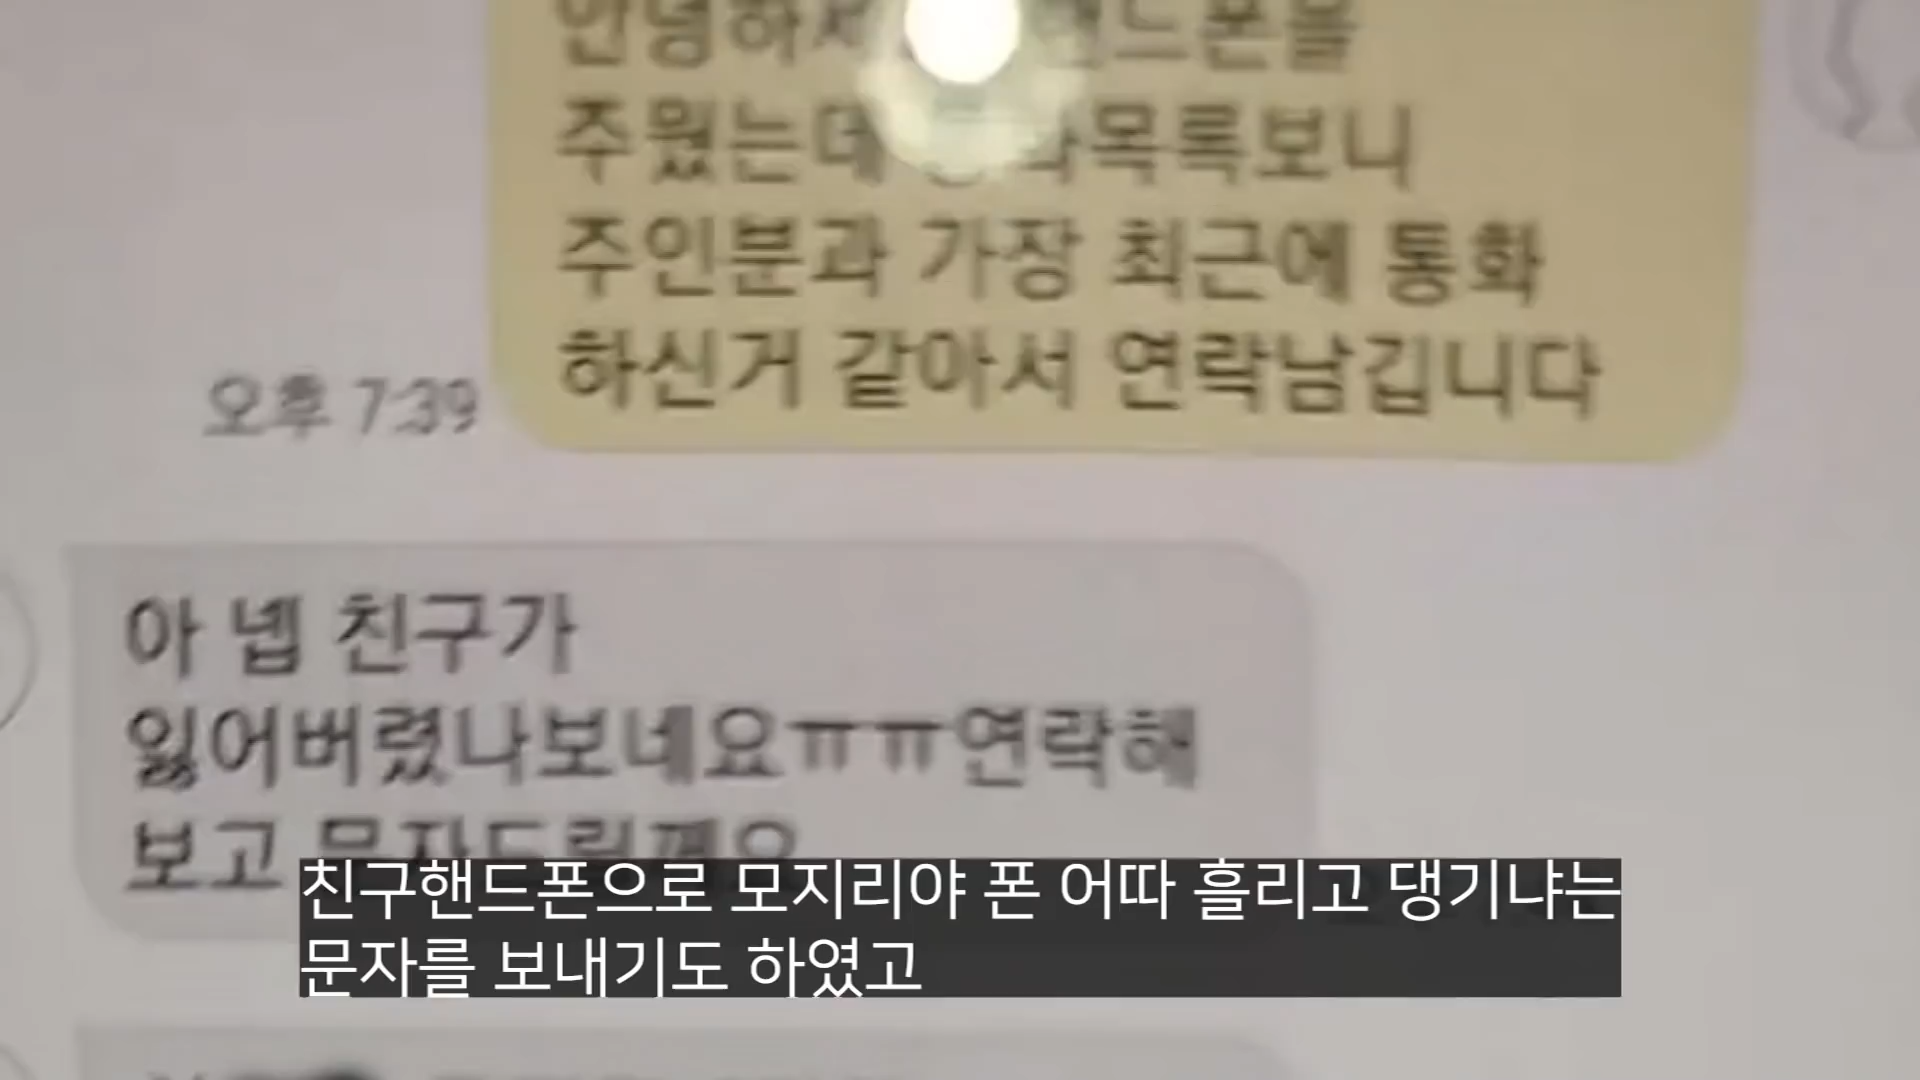 주웠는데 목록보니
주인분과 가장 최근에 통화
하신거 같아서 연락남깁니다
오후 7:39
아 넵 친구가
잃어버렸나보네요ㅠㅠ연락해
보고
친구핸드폰으로 모지리야 폰 어따 흘리고 댕기냐는
문자를 보내기도 하였고